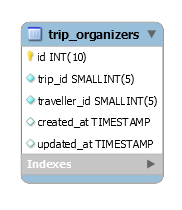 trip_organizers
id INT(10)
trip_id SMALLINT(5)
traveller_id SMALLINT(5)
created_at TIMESTAMP
updated_at TIMESTAMP
Indexes